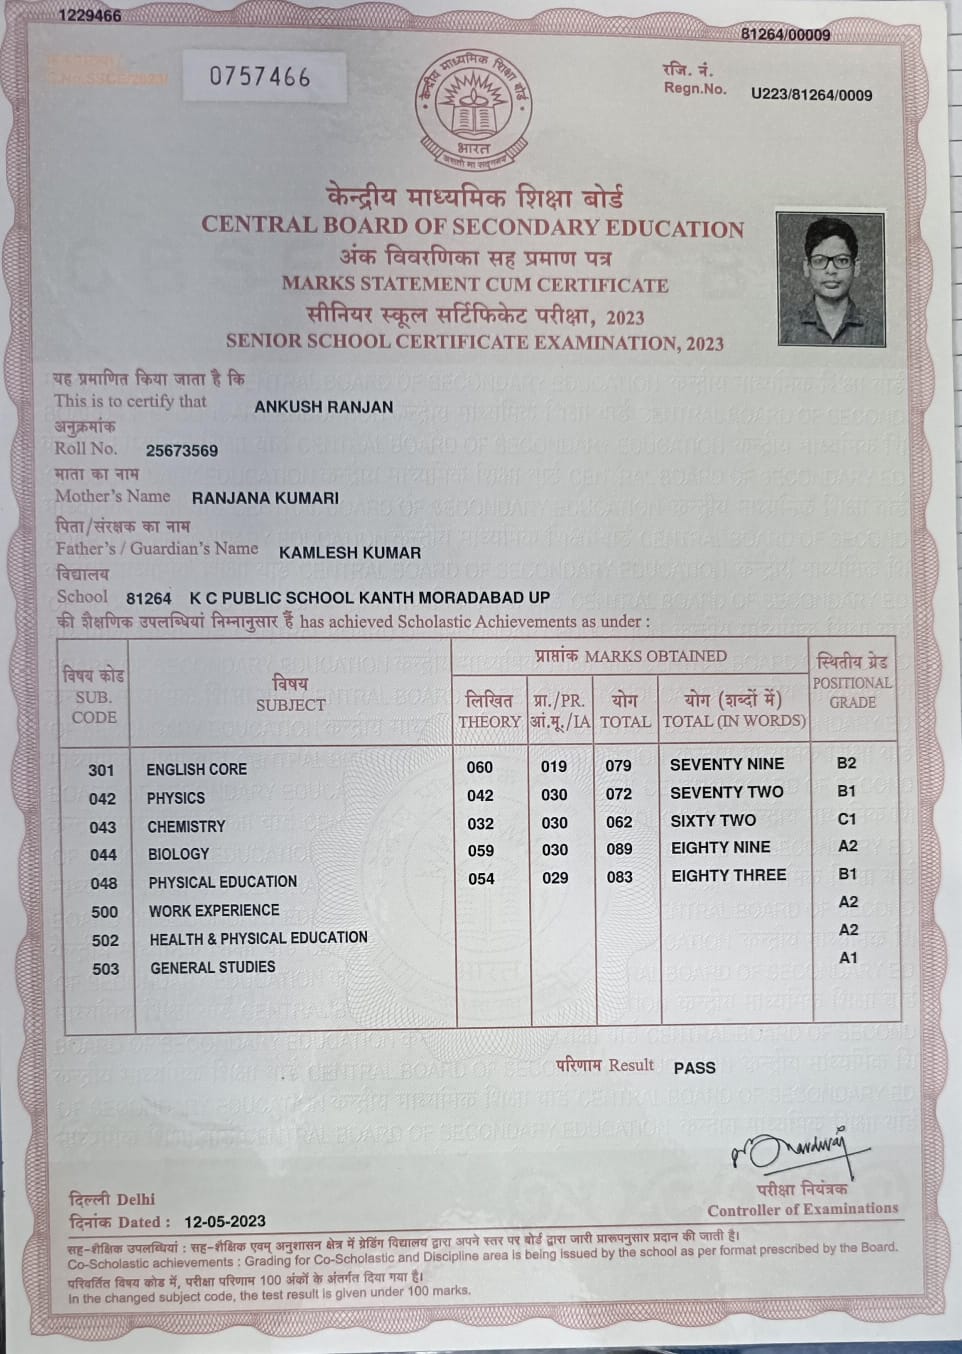 1229466
81264/00009
0757466
रजि. नं.
Regn.No. U223/81264/0009
केन्द्रीय माध्यमिक शिक्षा बोर्ड
भारत
असतो मा सद्गमय
केन्द्रीय माध्यमिक शिक्षा बोर्ड
CENTRAL BOARD OF SECONDARY EDUCATION
अंक विवरणिका सह प्रमाण पत्र
MARKS STATEMENT CUM CERTIFICATE
सीनियर स्कूल सर्टिफिकेट परीक्षा, 2023
SENIOR SCHOOL CERTIFICATE EXAMINATION, 2023
यह प्रमाणित किया जाता है कि
This is to certify that ANKUSH RANJAN
अनुक्रमांक
Roll No. 25673569
माता का नाम
Mother's Name RANJANA KUMARI
पिता/संरक्षक का नाम
Father's / Guardian's Name KAMLESH KUMAR
विद्यालय
School 81264 K C PUBLIC SCHOOL KANTH MORADABAD UP
की शैक्षणिक उपलब्धियां निम्नानुसार हैं has achieved Scholastic Achievements as under :
विषय कोड
SUB.
CODE
विषय
SUBJECT
प्राप्तांक MARKS OBTAINED
लिखित
THEORY
प्रा./PR.
आं.मू./IA
योग
TOTAL
योग (शब्दों में)
TOTAL (IN WORDS)
स्थितीय ग्रेड
POSITIONAL
GRADE
301 ENGLISH CORE 060 019 079 SEVENTY NINE B2
042 PHYSICS 042 030 072 SEVENTY TWO B1
043 CHEMISTRY 032 030 062 SIXTY TWO C1
044 BIOLOGY 059 030 089 EIGHTY NINE A2
048 PHYSICAL EDUCATION 054 029 083 EIGHTY THREE B1
500 WORK EXPERIENCE A2
502 HEALTH & PHYSICAL EDUCATION A2
503 GENERAL STUDIES A1
परिणाम Result PASS
परीक्षा नियंत्रक
Controller of Examinations
दिल्ली Delhi
दिनांक Dated : 12-05-2023
सह-शैक्षिक उपलब्धियां : सह-शैक्षिक एवम् अनुशासन क्षेत्र में ग्रेडिंग विद्यालय द्वारा अपने स्तर पर बोर्ड द्वारा जारी प्रारूपनुसार प्रदान की जाती है।
Co-Scholastic achievements : Grading for Co-Scholastic and Discipline area is being issued by the school as per format prescribed by the Board.
परिवर्तित विषय कोड में, परीक्षा परिणाम 100 अंकों के अंतर्गत दिया गया है।
In the changed subject code, the test result is given under 100 marks.